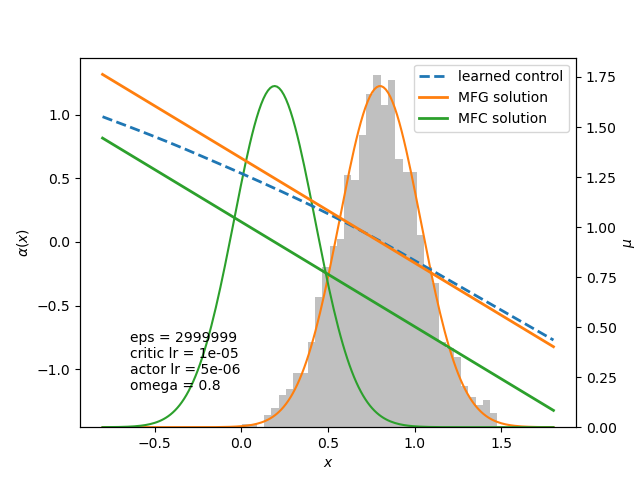 learned control
MFG solution
MFC solution
1.0
0.5
0.0
−0.5
−1.0
α(x)
1.75
1.50
1.25
1.00
0.75
0.50
0.25
0.00
μ
eps = 2999999
critic lr = 1e-05
actor lr = 5e-06
omega = 0.8
−0.5 0.0 0.5 1.0 1.5
x